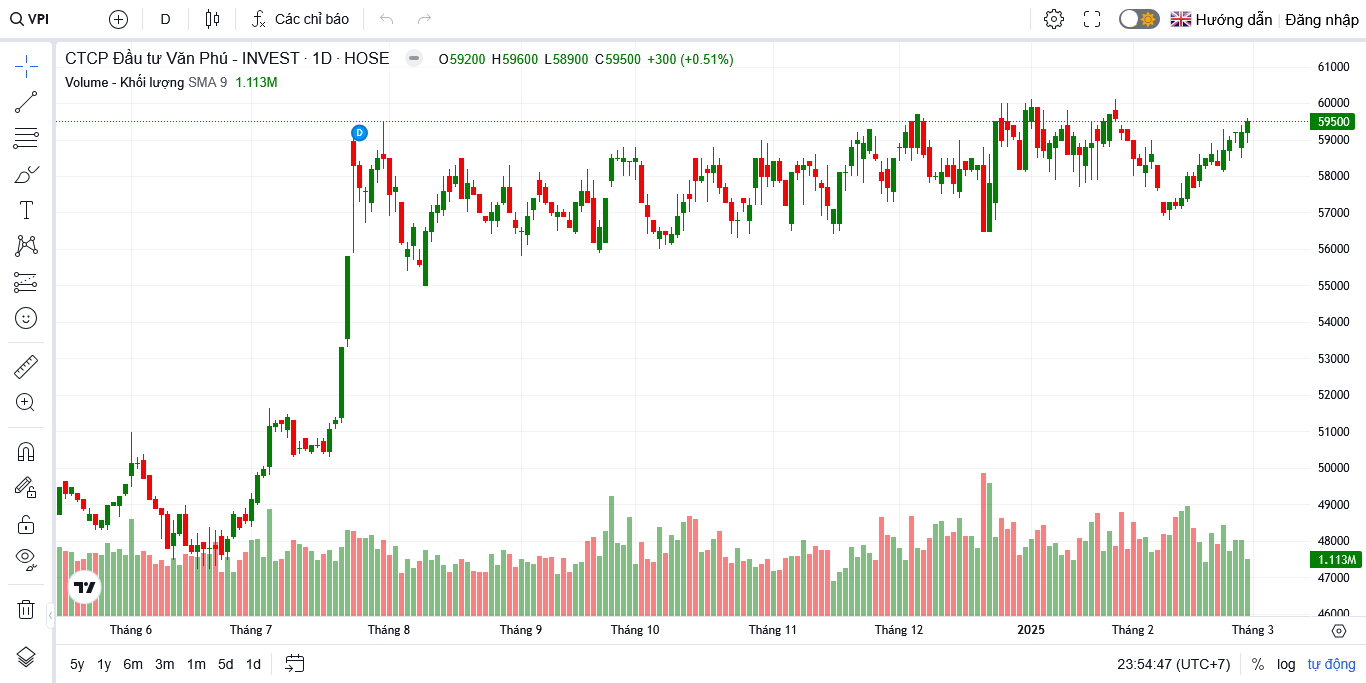 VPI D Các chỉ báo Hướng dẫn Đăng nhập
CTCP Đầu tư Văn Phú - INVEST · 1D · HOSE O59200 H59600 L58900 C59500 +300 (+0.51%)
Volume - Khối lượng SMA 9 1.113M
D
61000
60000
59500
59000
58000
57000
56000
55000
54000
53000
52000
51000
50000
49000
48000
1.113M
47000
46000
Tháng 6 Tháng 7 Tháng 8 Tháng 9 Tháng 10 Tháng 11 Tháng 12 2025 Tháng 2 Tháng 3
5y 1y 6m 3m 1m 5d 1d 23:54:47 (UTC+7) % log tự động